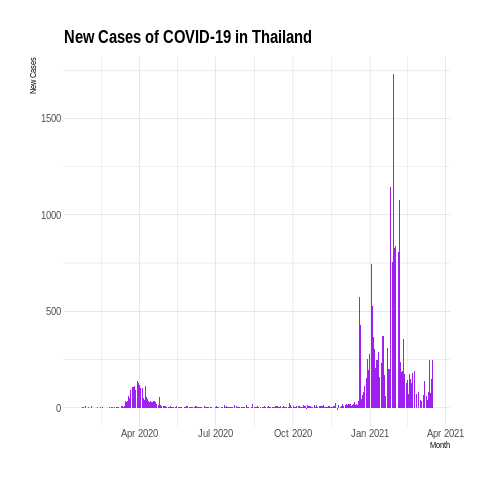 New Cases of COVID-19 in Thailand
New Cases
1500
1000
500
0
Apr 2020 Jul 2020 Oct 2020 Jan 2021 Apr 2021
Month